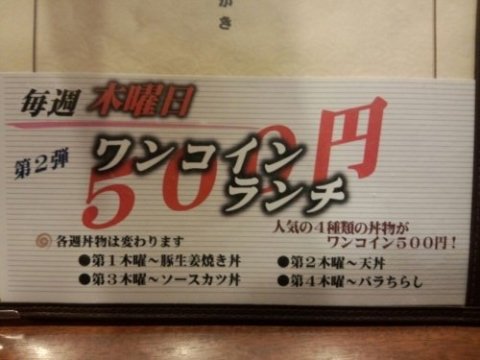 がき
毎週 木曜日
第2弾
500円
ワンコイン
ランチ
人気の4種類の丼物が
ワンコイン500円!
◎各週丼物は変わります
●第1木曜~豚生姜焼き丼
●第2木曜~天丼
●第3木曜~ソースカツ丼
●第4木曜~バラちらし